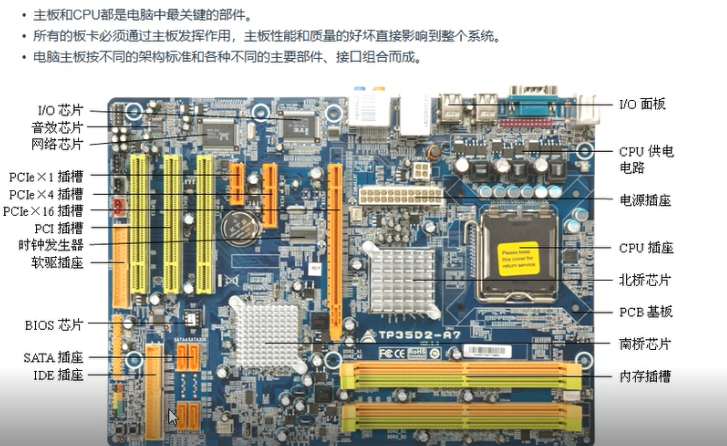 • 主板和CPU都是电脑中最关键的部件。
• 所有的板卡必须通过主板发挥作用，主板性能和质量的好坏直接影响到整个系统。
• 电脑主板按不同的架构标准和各种不同的主要部件、接口组合而成。
I/O 芯片
音效芯片
网络芯片
PCIe×1 插槽
PCIe×4 插槽
PCIe×16 插槽
PCI 插槽
时钟发生器
软驱插座
BIOS 芯片
SATA 插座
IDE 插座
I/O 面板
CPU 供电
电路
电源插座
CPU 插座
北桥芯片
PCB 基板
南桥芯片
内存插槽
Please keep
this cover for
return service
TP35D2-A7
FC CE RoHS
DDR2_A1
DDR2_A2